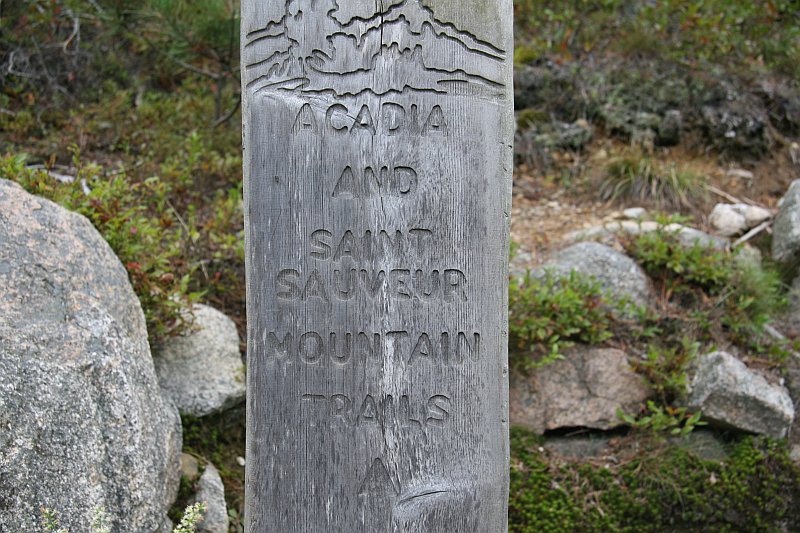 ACADIA
AND
SAINT
SAUVEUR
MOUNTAIN
TRAILS